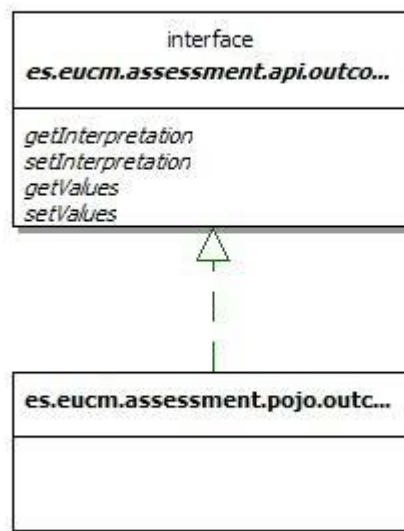 interface
es.eucm.assessment.api.outco...
getInterpretation
setInterpretation
getValues
setValues
es.eucm.assessment.pojo.outc...